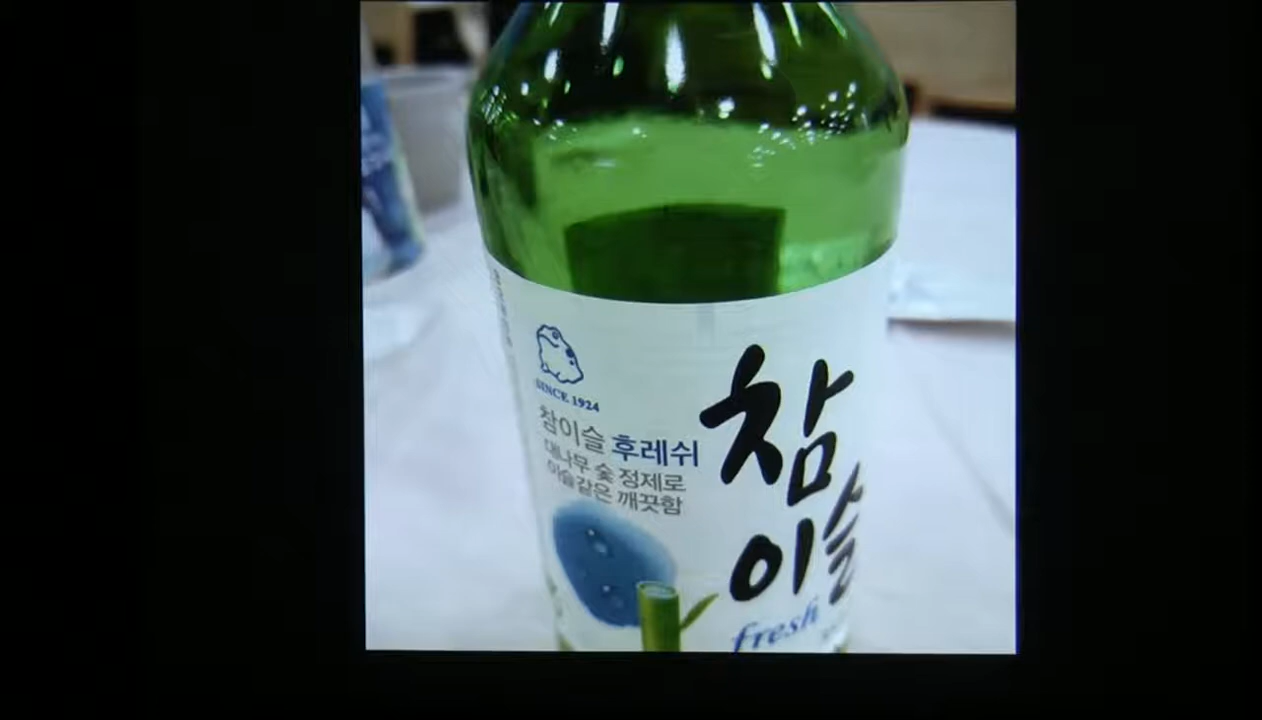 SINCE 1924
참이슬 후레쉬
대나무 숯 정제로
이슬같은 깨끗함
참
이슬
fresh